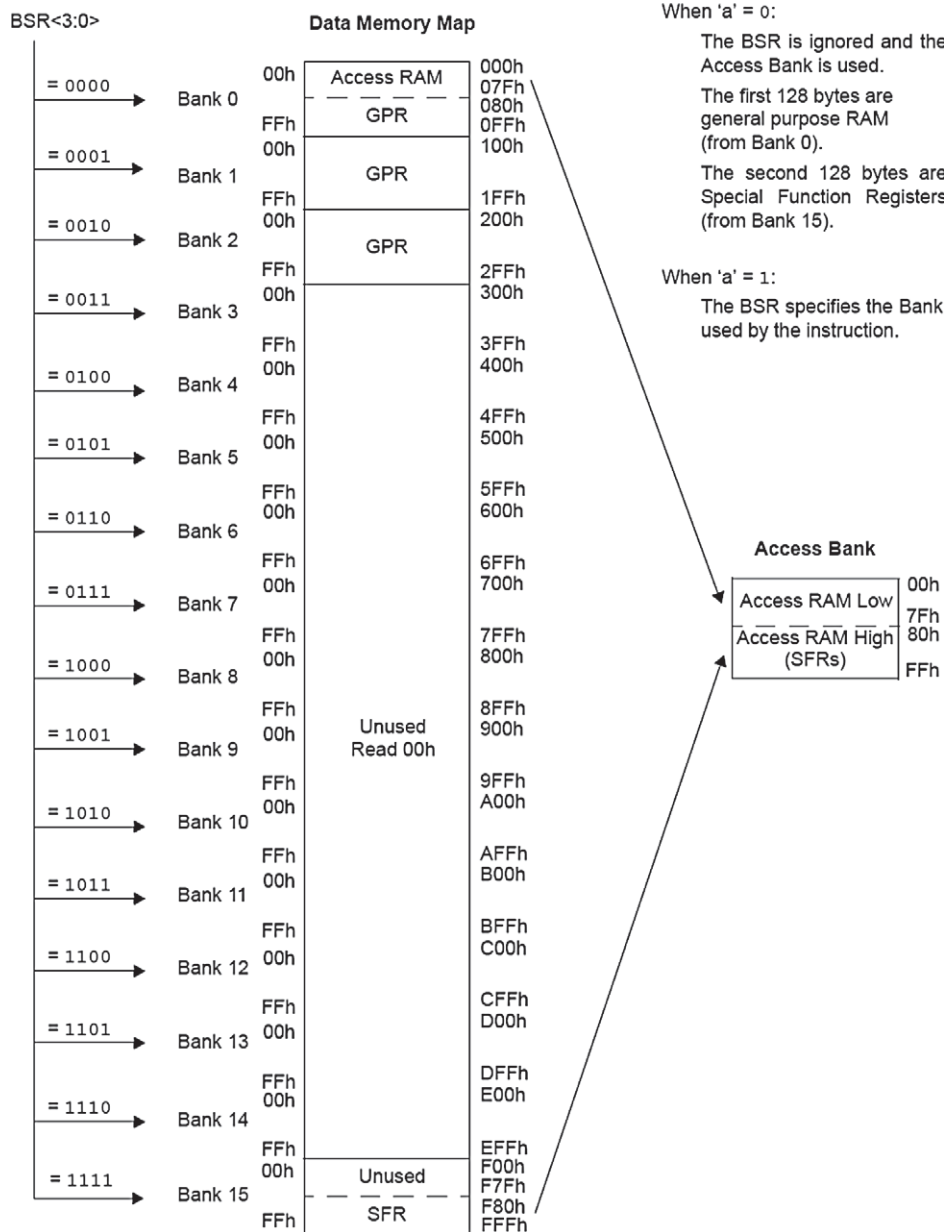 BSR<3:0>
Data Memory Map
When ‘a’ = 0:
The BSR is ignored and the
Access Bank is used.
The first 128 bytes are
general purpose RAM
(from Bank 0).
The second 128 bytes are
Special Function Registers
(from Bank 15).
When ‘a’ = 1:
The BSR specifies the Bank
used by the instruction.
= 0000
Bank 0
00h
Access RAM
000h
07Fh
080h
FFh
GPR
0FFh
= 0001
Bank 1
00h
GPR
100h
FFh
1FFh
= 0010
Bank 2
00h
GPR
200h
FFh
2FFh
= 0011
Bank 3
00h
300h
FFh
3FFh
= 0100
Bank 4
00h
400h
FFh
4FFh
= 0101
Bank 5
00h
500h
FFh
5FFh
= 0110
Bank 6
00h
600h
FFh
6FFh
= 0111
Bank 7
00h
700h
FFh
7FFh
= 1000
Bank 8
00h
800h
FFh
8FFh
= 1001
Bank 9
00h
Unused
Read 00h
900h
FFh
9FFh
= 1010
Bank 10
00h
A00h
FFh
AFFh
= 1011
Bank 11
00h
B00h
FFh
BFFh
= 1100
Bank 12
00h
C00h
FFh
CFFh
= 1101
Bank 13
00h
D00h
FFh
DFFh
= 1110
Bank 14
00h
E00h
FFh
EFFh
= 1111
Bank 15
00h
Unused
F00h
F7Fh
F80h
FFh
SFR
FFFh
Access Bank
Access RAM Low
00h
7Fh
Access RAM High
(SFRs)
80h
FFh